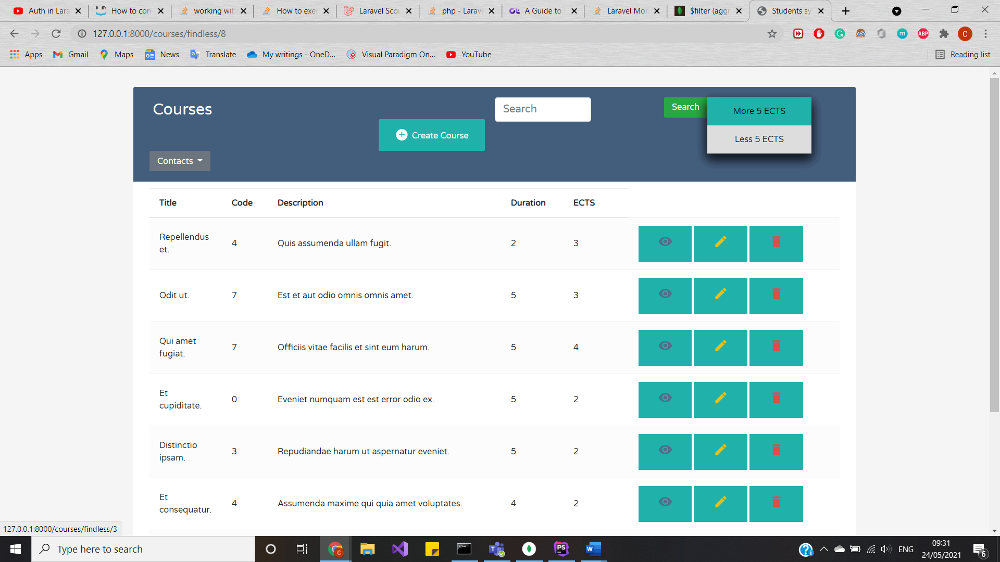 Auth in Lara
How to con
working wit
How to exec
Laravel Scou
php - Larave
A Guide to
Laravel Mon
$filter (aggr
Students sy
127.0.0.1:8000/courses/findless/8
Apps
Gmail
Maps
News
Translate
My writings - OneD...
Visual Paradigm On...
YouTube
Reading list
Courses
Search
Search
More 5 ECTS
Less 5 ECTS
Create Course
Contacts
Title Code Description Duration ECTS
Repellendus
et.
4 Quis assumenda ullam fugit. 2 3
Odit ut. 7 Est et aut odio omnis omnis amet. 5 3
Qui amet
fugiat.
7 Officiis vitae facilis et sint eum harum. 5 4
Et
cupiditate.
0 Eveniet numquam est est error odio ex. 5 2
Distinctio
ipsam.
3 Repudiandae harum ut aspernatur eveniet. 5 2
Et
consequatur.
4 Assumenda maxime qui quia amet voluptates. 4 2
127.0.0.1:8000/courses/findless/3
Type here to search
ENG
09:31
24/05/2021
6